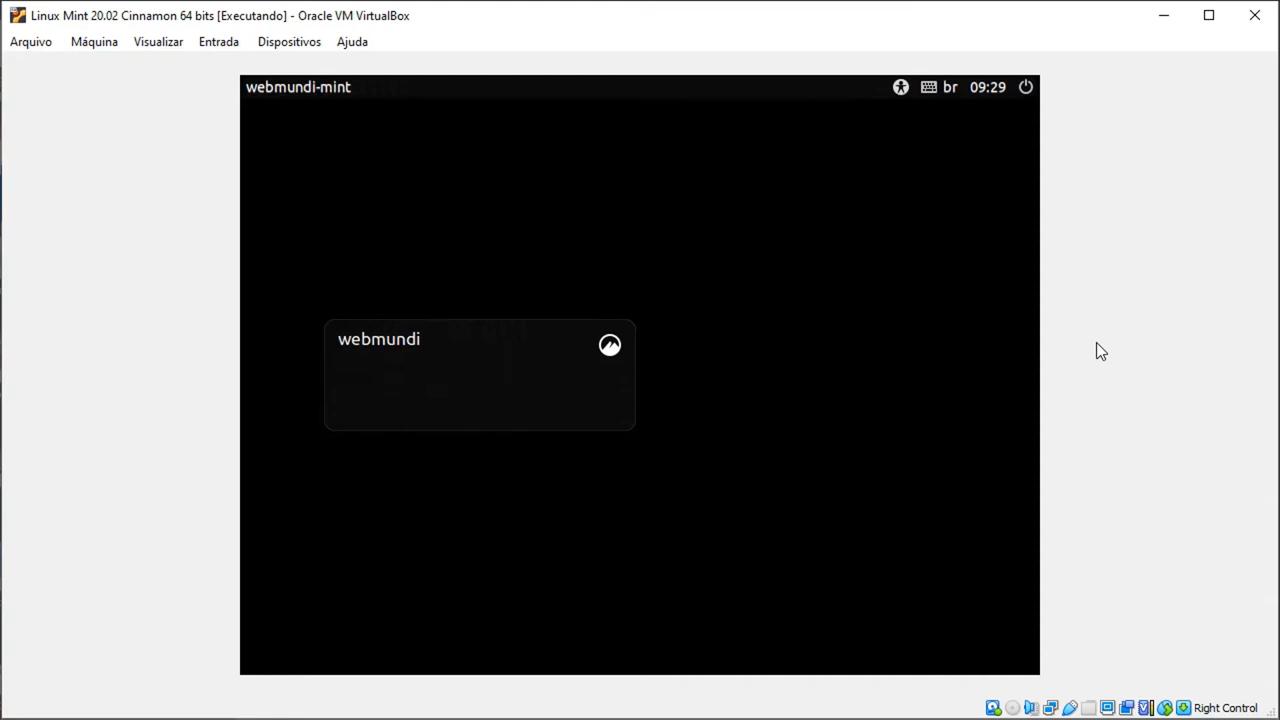 Linux Mint 20.02 Cinnamon 64 bits [Executando] - Oracle VM VirtualBox
Arquivo Máquina Visualizar Entrada Dispositivos Ajuda
webmundi-mint br 09:29
webmundi
Right Control